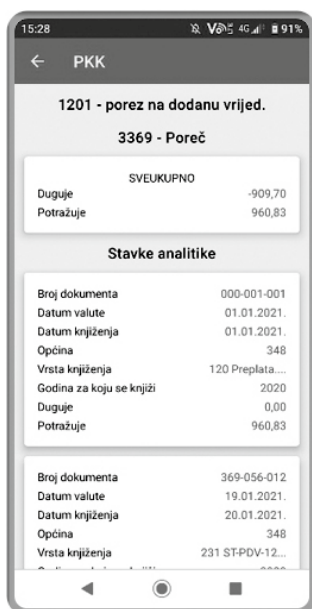 15:28 4G 91%
PKK
1201 - porez na dodanu vrijed.
3369 - Poreč
SVEUKUPNO
Duguje -909,70
Potražuje 960,83
Stavke analitike
Broj dokumenta 000-001-001
Datum valute 01.01.2021.
Datum knjiženja 01.01.2021.
Općina 348
Vrsta knjiženja 120 Preplata....
Godina za koju se knjiži 2020
Duguje 0,00
Potražuje 960,83
Broj dokumenta 369-056-012
Datum valute 19.01.2021.
Datum knjiženja 20.01.2021.
Općina 348
Vrsta knjiženja 231 ST-PDV-12...